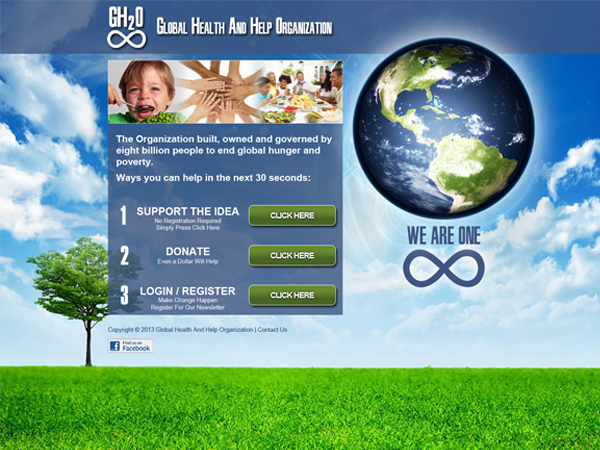 GH2O
GLOBAL HEALTH AND HELP ORGANIZATION
The Organization built, owned and governed by
eight billion people to end global hunger and
poverty.
Ways you can help in the next 30 seconds:
1 SUPPORT THE IDEA
No Registration Required
Simply Press Click Here
CLICK HERE
2 DONATE
Even a Dollar Will Help
CLICK HERE
3 LOGIN / REGISTER
Make Change Happen
Register For Our Newsletter
CLICK HERE
WE ARE ONE
Copyright © 2013 Global Health And Help Organization | Contact Us
Find us on
Facebook